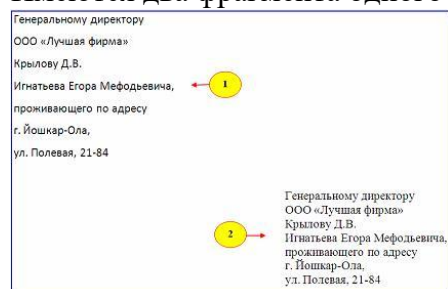 Генеральному директору
ООО «Лучшая фирма»
Крылову Д.В.
Игнатьева Егора Мефодьевича,
проживающего по адресу
г. Йошкар-Ола,
ул. Полевая, 21-84
1
2
Генеральному директору
ООО «Лучшая фирма»
Крылову Д.В.
Игнатьева Егора Мефодьевича,
проживающего по адресу
г. Йошкар-Ола,
ул. Полевая, 21-84